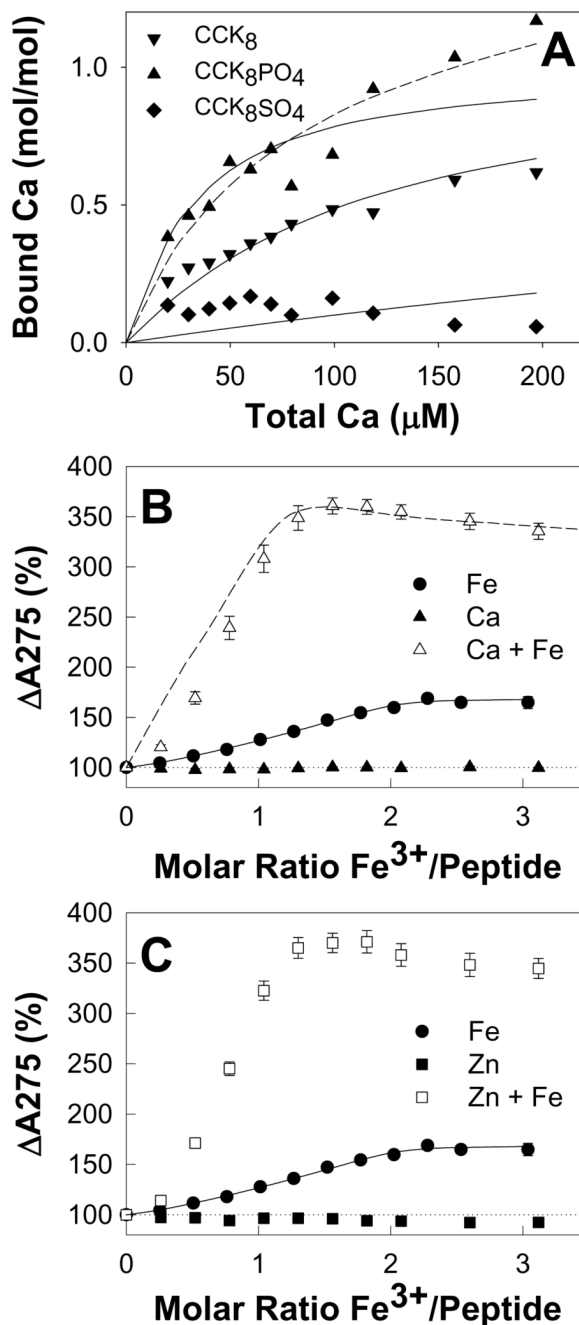 A
CCK8
CCK8PO4
CCK8SO4
Bound Ca (mol/mol)
1.0
0.5
0.0
0 50 100 150 200
Total Ca (μM)
B
ΔA275 (%)
400
350
300
250
200
150
100
Fe
Ca
Ca + Fe
0 1 2 3
Molar Ratio Fe3+/Peptide
C
ΔA275 (%)
400
350
300
250
200
150
100
Fe
Zn
Zn + Fe
0 1 2 3
Molar Ratio Fe3+/Peptide